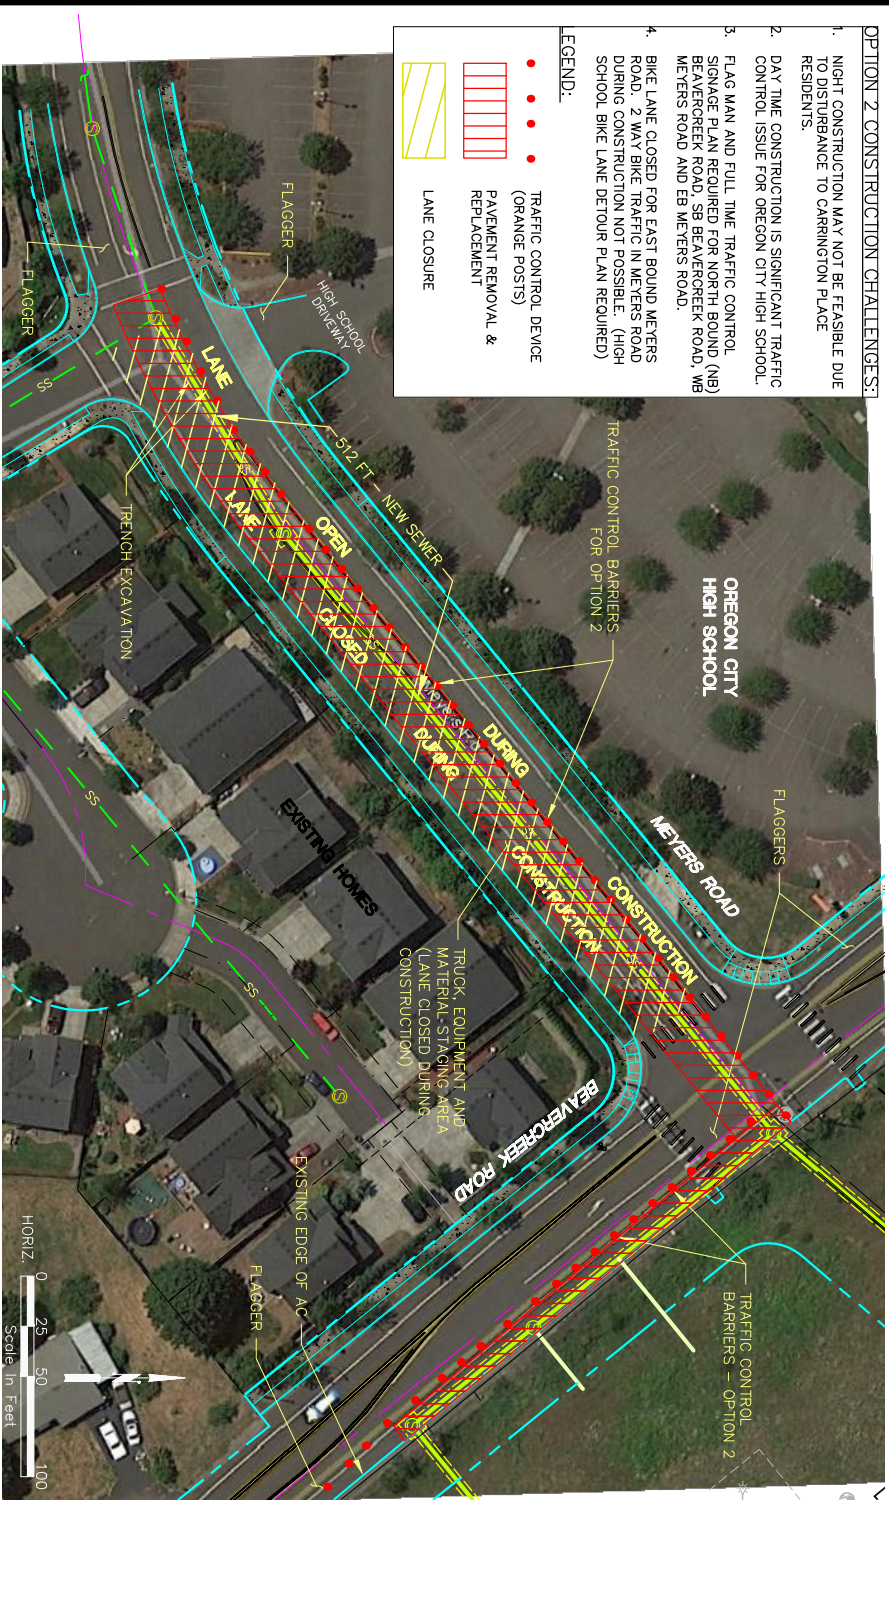 OPTION 2 CONSTRUCTION CHALLENGES:
1. NIGHT CONSTRUCTION MAY NOT BE FEASIBLE DUE
TO DISTURBANCE TO CARRINGTON PLACE
RESIDENTS.
2. DAY TIME CONSTRUCTION IS SIGNIFICANT TRAFFIC
CONTROL ISSUE FOR OREGON CITY HIGH SCHOOL.
3. FLAG MAN AND FULL TIME TRAFFIC CONTROL
SIGNAGE PLAN REQUIRED FOR NORTH BOUND (NB)
BEAVERCREEK ROAD, SB BEAVERCREEK ROAD, WB
MEYERS ROAD AND EB MEYERS ROAD.
4. BIKE LANE CLOSED FOR EAST BOUND MEYERS
ROAD. 2 WAY BIKE TRAFFIC IN MEYERS ROAD
DURING CONSTRUCTION NOT POSSIBLE. (HIGH
SCHOOL BIKE LANE DETOUR PLAN REQUIRED)
LEGEND:
TRAFFIC CONTROL DEVICE
(ORANGE POSTS)
PAVEMENT REMOVAL &
REPLACEMENT
LANE CLOSURE
OREGON CITY
HIGH SCHOOL
TRAFFIC CONTROL BARRIERS
FOR OPTION 2
FLAGGERS
FLAGGER
HIGH SCHOOL
DRIVEWAY
FLAGGER
512 FT - NEW SEWER
LANE
OPEN
DURING
CONSTRUCTION
LANE
CLOSED
DURING
CONSTRUCTION
MEYERS ROAD
TRENCH EXCAVATION
EXISTING HOMES
TRUCK, EQUIPMENT AND
MATERIAL STAGING AREA
(LANE CLOSED DURING
CONSTRUCTION)
BEAVERCREEK ROAD
TRAFFIC CONTROL
BARRIERS - OPTION 2
EXISTING EDGE OF AC
FLAGGER
S
S
S
S
S
S
S
SS
SS
SS
SS
SS
SS
HORIZ.
0 25 50 100
Scale In Feet